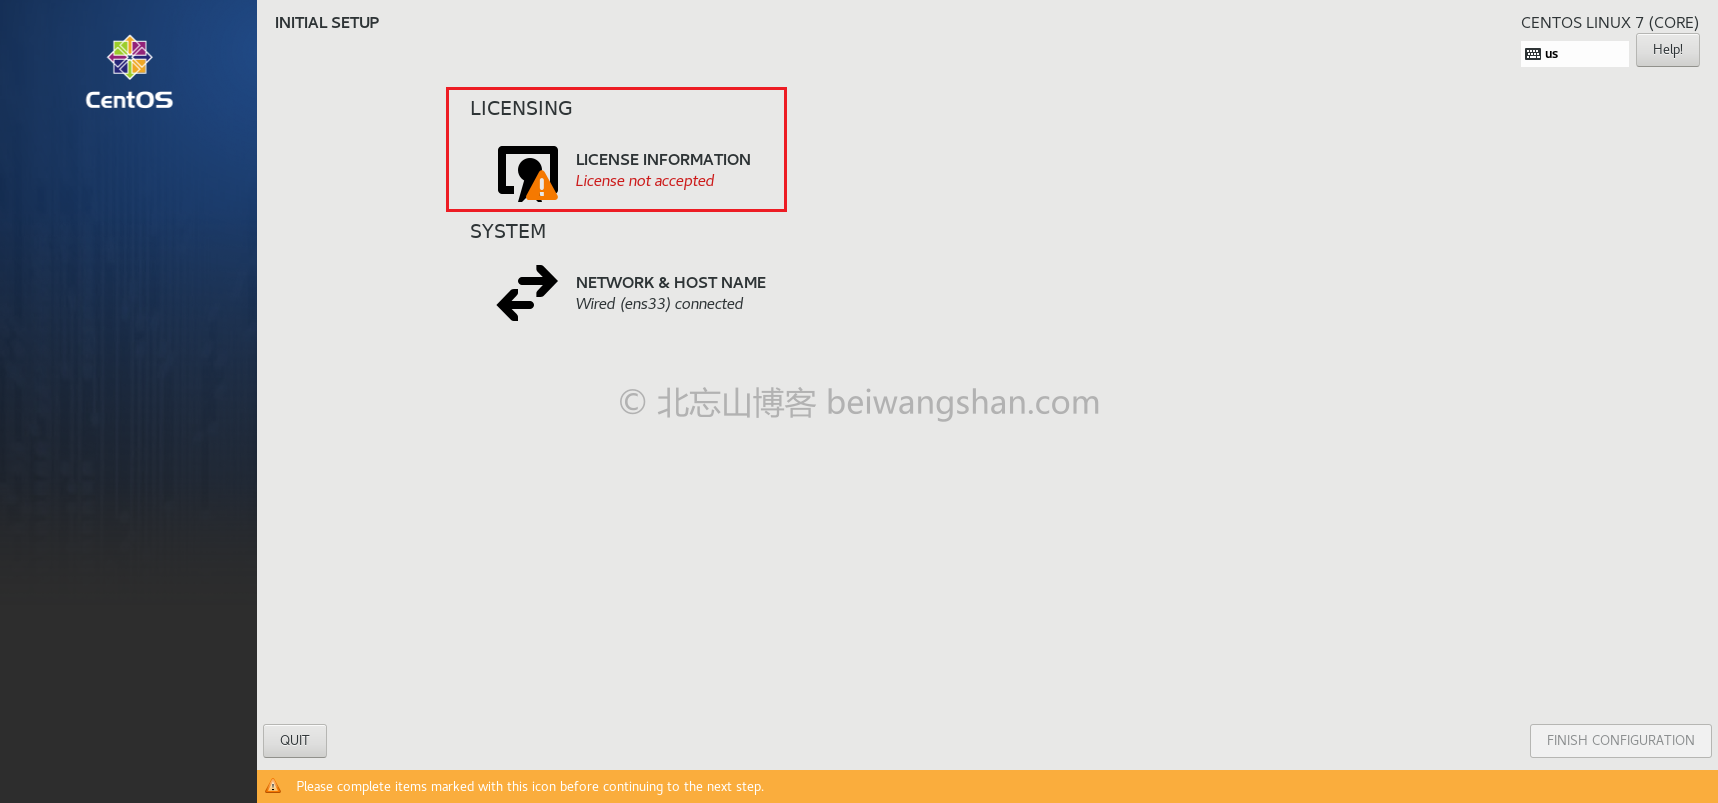 CentOS
INITIAL SETUP
CENTOS LINUX 7 (CORE)
us
Help!
LICENSING
LICENSE INFORMATION
License not accepted
SYSTEM
NETWORK & HOST NAME
Wired (ens33) connected
© 北忘山博客 beiwangshan.com
QUIT
FINISH CONFIGURATION
Please complete items marked with this icon before continuing to the next step.